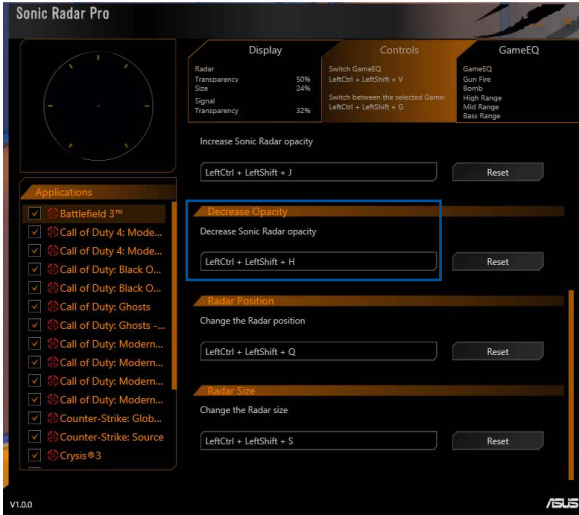 Sonic Radar Pro
Display
Radar
Transparency 50%
Size 24%
Signal
Transparency 32%
Controls
Switch GameEQ
LeftCtrl + LeftShift + V
Switch between the selected Game
LeftCtrl + LeftShift + G
GameEQ
GameEQ
Gun Fire
Bomb
High Range
Mid Range
Bass Range
Applications
Battlefield 3™
Call of Duty 4: Mode...
Call of Duty 4: Mode...
Call of Duty: Black O...
Call of Duty: Black O...
Call of Duty: Ghosts
Call of Duty: Ghosts -...
Call of Duty: Modern...
Call of Duty: Modern...
Call of Duty: Modern...
Call of Duty: Modern...
Counter-Strike: Glob...
Counter-Strike: Source
Crysis®3
Increase Sonic Radar opacity
LeftCtrl + LeftShift + J Reset
Decrease Opacity
Decrease Sonic Radar opacity
LeftCtrl + LeftShift + H Reset
Radar Position
Change the Radar position
LeftCtrl + LeftShift + Q Reset
Radar Size
Change the Radar size
LeftCtrl + LeftShift + S Reset
V1.0.0
ASUS